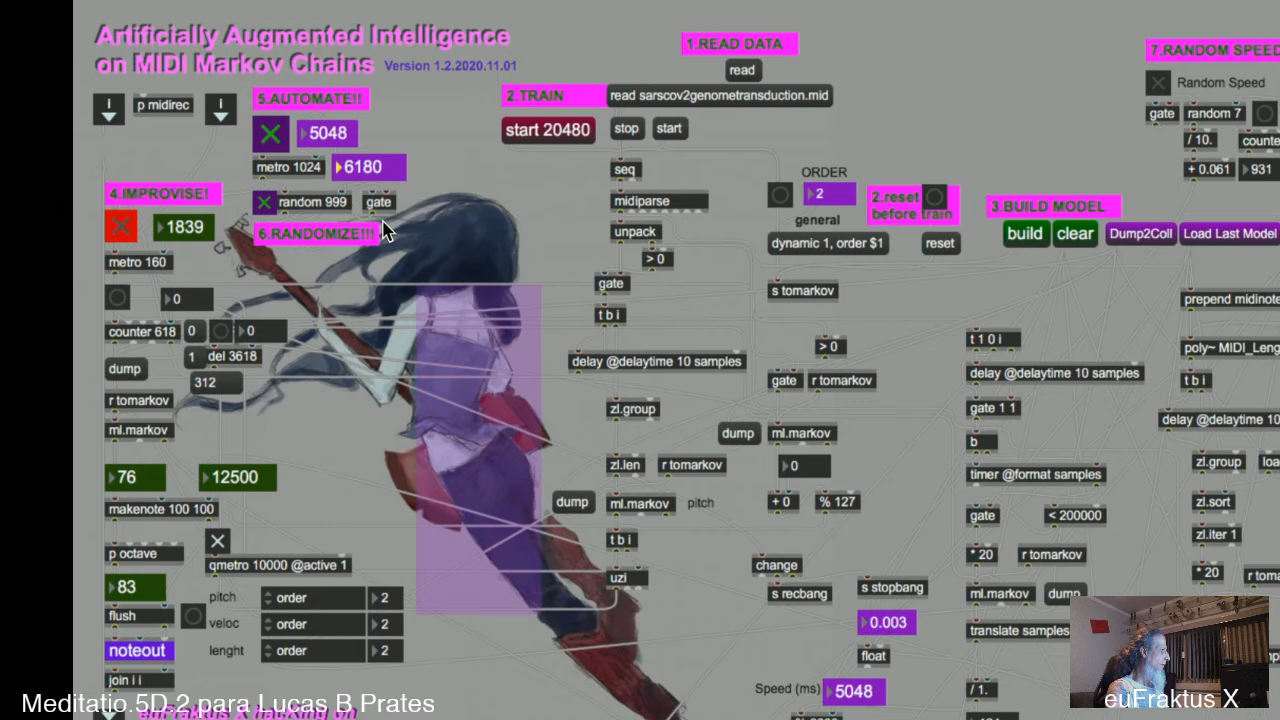 Artificially Augmented Intelligence
on MIDI Markov Chains Version 1.2.2020.11.01
1.READ DATA
read
7.RANDOM SPEED
Random Speed
i
p midirec
i
5.AUTOMATE!!
5048
metro 1024
6180
2.TRAIN
read sarscov2genometransduction.mid
start 20480
stop
start
gate
random 7
/ 10.
+ 0.061
931
4.IMPROVISE!
random 999
gate
6.RANDOMIZE!!!
1839
metro 160
seq
midiparse
unpack
> 0
gate
t b i
ORDER
2
general
dynamic 1, order $1
2.reset
before train
reset
3.BUILD MODEL
build
clear
Dump2Coll
Load Last Model
0
counter 618
0
0
1
del 3618
312
dump
r tomarkov
ml.markov
s tomarkov
> 0
delay @delaytime 10 samples
gate
r tomarkov
zl.group
dump
ml.markov
zl.len
r tomarkov
0
dump
ml.markov
pitch
+ 0
% 127
t b i
uzi
t 1 0 i
delay @delaytime 10 samples
gate 1 1
b
timer @format samples
gate
< 200000
* 20
r tomarkov
ml.markov
dump
translate samples
/ 1.
t b i
zl.group
zl.sort
zl.iter 1
* 20
76
12500
makenote 100 100
p octave
qmetro 10000 @active 1
83
flush
noteout
join i i
pitch
order
2
veloc
order
2
lenght
order
2
change
s recbang
s stopbang
0.003
float
Speed (ms)
5048
Meditatio.5D.2 para Lucas B Prates
euFraktus X